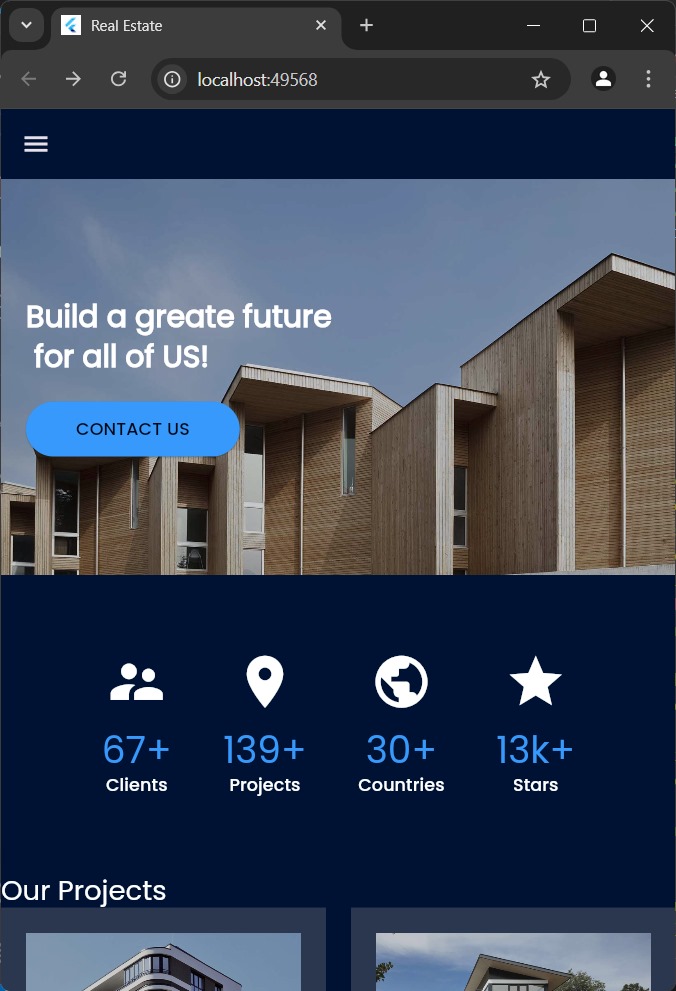 Real Estate
localhost:49568
Build a greate future
for all of US!
CONTACT US
67+ 139+ 30+ 13k+
Clients Projects Countries Stars
Our Projects